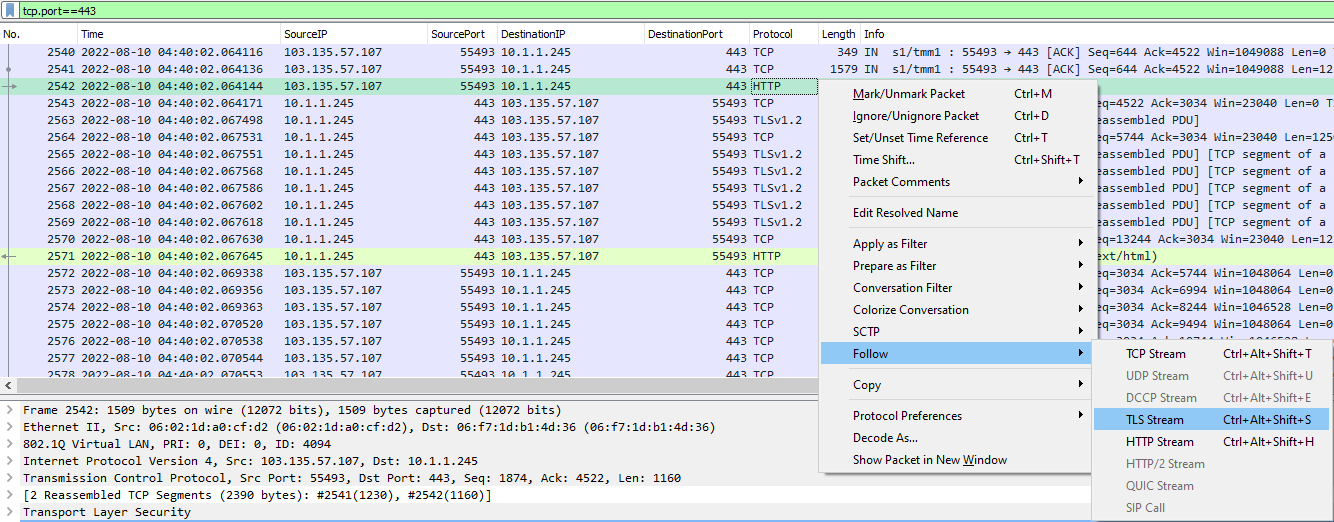 tcp.port==443
No. Time SourceIP SourcePort DestinationIP DestinationPort Protocol Length Info
2540 2022-08-10 04:40:02.064116 103.135.57.107 55493 10.1.1.245 443 TCP 349 IN s1/tmm1 : 55493 → 443 [ACK] Seq=644 Ack=4522 Win=1049088 Len=0 T
2541 2022-08-10 04:40:02.064136 103.135.57.107 55493 10.1.1.245 443 TCP 1579 IN s1/tmm1 : 55493 → 443 [ACK] Seq=644 Ack=4522 Win=1049088 Len=12
2542 2022-08-10 04:40:02.064144 103.135.57.107 55493 10.1.1.245 443 HTTP
2543 2022-08-10 04:40:02.064171 10.1.1.245 443 103.135.57.107 55493 TCP eq=4522 Ack=3034 Win=23040 Len=0 T
2563 2022-08-10 04:40:02.067498 10.1.1.245 443 103.135.57.107 55493 TLSv1.2 eassembled PDU]
2564 2022-08-10 04:40:02.067531 10.1.1.245 443 103.135.57.107 55493 TCP eq=5744 Ack=3034 Win=23040 Len=125
2565 2022-08-10 04:40:02.067551 10.1.1.245 443 103.135.57.107 55493 TLSv1.2 eassembled PDU] [TCP segment of a
2566 2022-08-10 04:40:02.067568 10.1.1.245 443 103.135.57.107 55493 TLSv1.2 eassembled PDU] [TCP segment of a
2567 2022-08-10 04:40:02.067586 10.1.1.245 443 103.135.57.107 55493 TLSv1.2 eassembled PDU] [TCP segment of a
2568 2022-08-10 04:40:02.067602 10.1.1.245 443 103.135.57.107 55493 TLSv1.2 eassembled PDU] [TCP segment of a
2569 2022-08-10 04:40:02.067618 10.1.1.245 443 103.135.57.107 55493 TLSv1.2 eassembled PDU] [TCP segment of a
2570 2022-08-10 04:40:02.067630 10.1.1.245 443 103.135.57.107 55493 TCP eq=13244 Ack=3034 Win=23040 Len=12
2571 2022-08-10 04:40:02.067645 10.1.1.245 443 103.135.57.107 55493 HTTP ext/html)
2572 2022-08-10 04:40:02.069338 103.135.57.107 55493 10.1.1.245 443 TCP eq=3034 Ack=5744 Win=1048064 Len=0
2573 2022-08-10 04:40:02.069356 103.135.57.107 55493 10.1.1.245 443 TCP eq=3034 Ack=6994 Win=1048064 Len=0
2574 2022-08-10 04:40:02.069363 103.135.57.107 55493 10.1.1.245 443 TCP eq=3034 Ack=8244 Win=1046528 Len=0
2575 2022-08-10 04:40:02.070520 103.135.57.107 55493 10.1.1.245 443 TCP eq=3034 Ack=9494 Win=1048064 Len=0
2576 2022-08-10 04:40:02.070538 103.135.57.107 55493 10.1.1.245 443 TCP
2577 2022-08-10 04:40:02.070544 103.135.57.107 55493 10.1.1.245 443 TCP
2578 2022-08-10 04:40:02.070553 103.135.57.107 55493 10.1.1.245 443 TCP
Mark/Unmark Packet Ctrl+M
Ignore/Unignore Packet Ctrl+D
Set/Unset Time Reference Ctrl+T
Time Shift... Ctrl+Shift+T
Packet Comments
Edit Resolved Name
Apply as Filter
Prepare as Filter
Conversation Filter
Colorize Conversation
SCTP
Follow
Copy
Protocol Preferences
Decode As...
Show Packet in New Window
TCP Stream Ctrl+Alt+Shift+T
UDP Stream Ctrl+Alt+Shift+U
DCCP Stream Ctrl+Alt+Shift+E
TLS Stream Ctrl+Alt+Shift+S
HTTP Stream Ctrl+Alt+Shift+H
HTTP/2 Stream
QUIC Stream
SIP Call
Frame 2542: 1509 bytes on wire (12072 bits), 1509 bytes captured (12072 bits)
Ethernet II, Src: 06:02:1d:a0:cf:d2 (06:02:1d:a0:cf:d2), Dst: 06:f7:1d:b1:4d:36 (06:f7:1d:b1:4d:36)
802.1Q Virtual LAN, PRI: 0, DEI: 0, ID: 4094
Internet Protocol Version 4, Src: 103.135.57.107, Dst: 10.1.1.245
Transmission Control Protocol, Src Port: 55493, Dst Port: 443, Seq: 1874, Ack: 4522, Len: 1160
[2 Reassembled TCP Segments (2390 bytes): #2541(1230), #2542(1160)]
Transport Layer Security